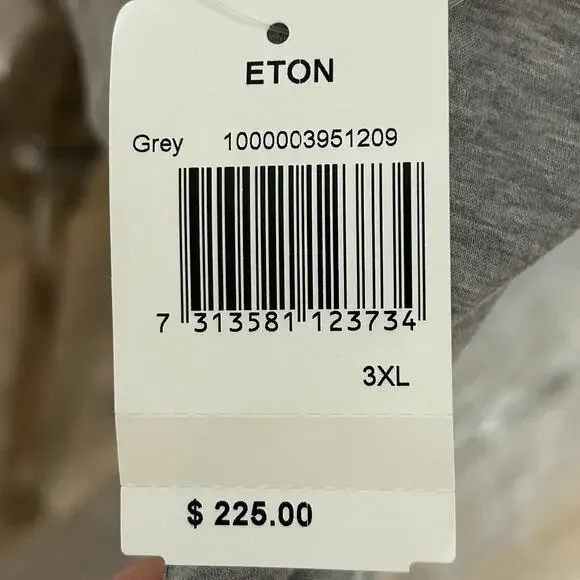 ETON
Grey 1000003951209
7 313581 123734
3XL
$ 225.00